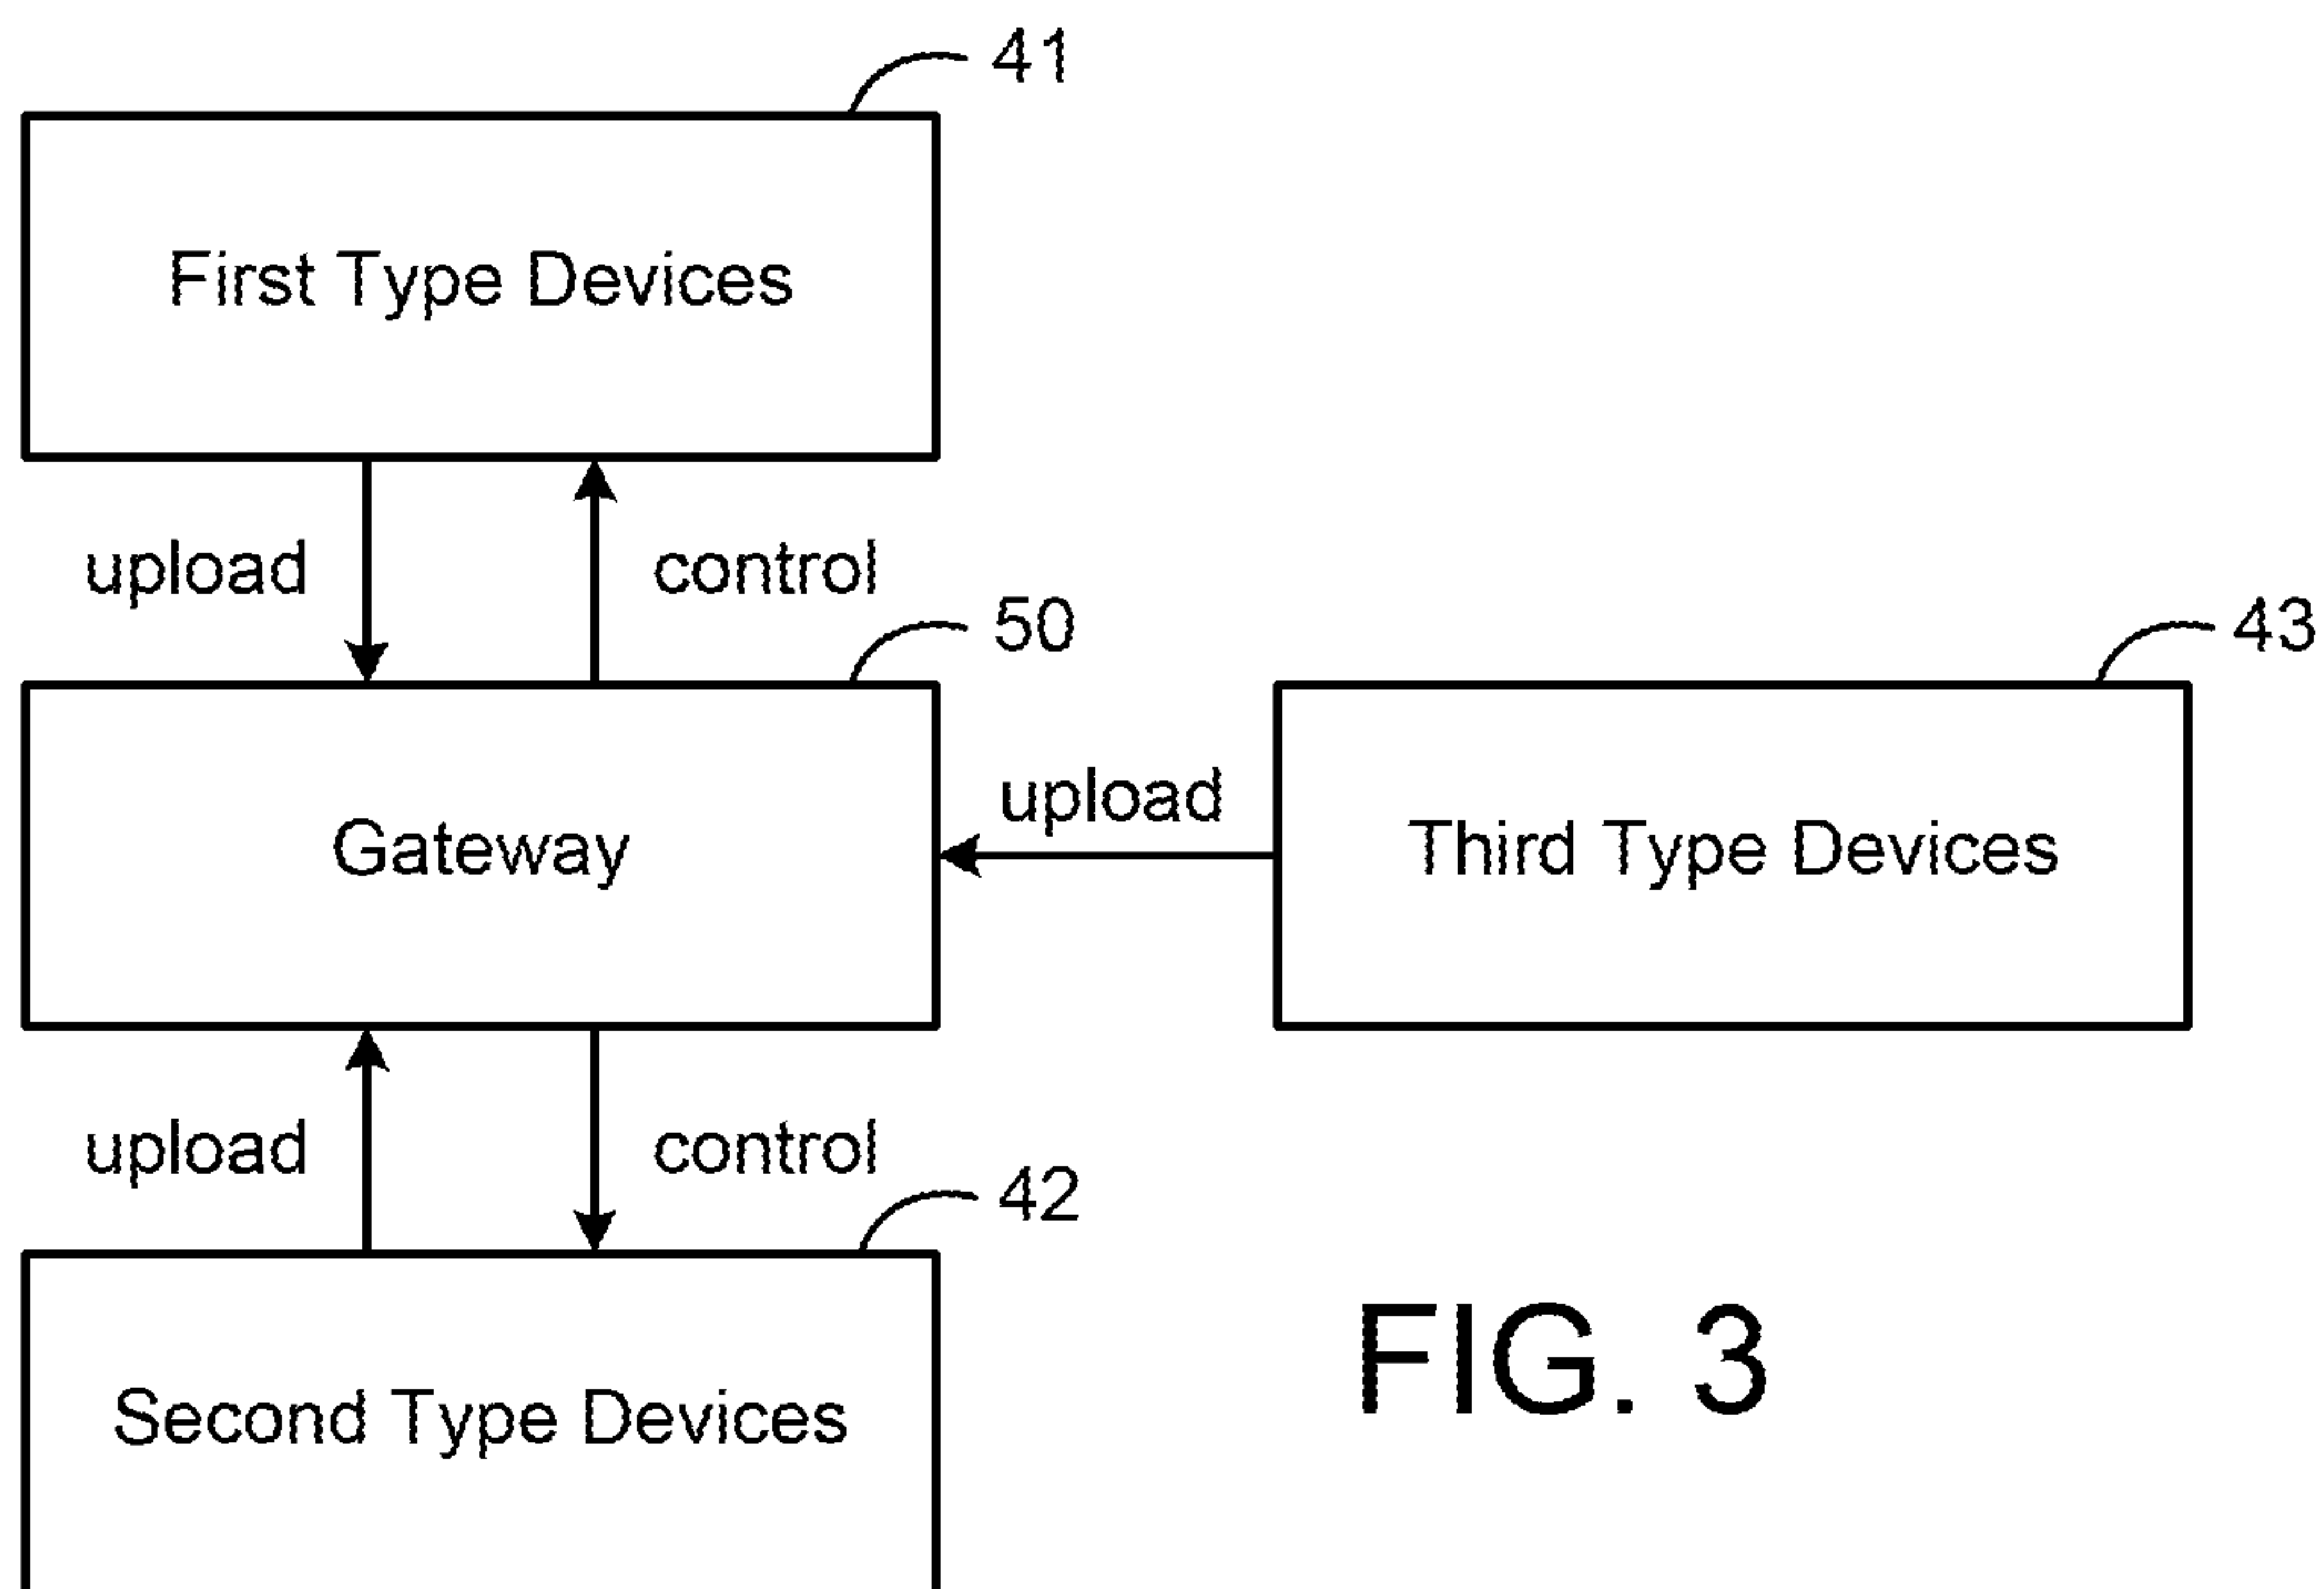 41
First Type Devices
upload
control
50
43
Gateway
upload
Third Type Devices
upload
control
42
Second Type Devices
FIG. 3